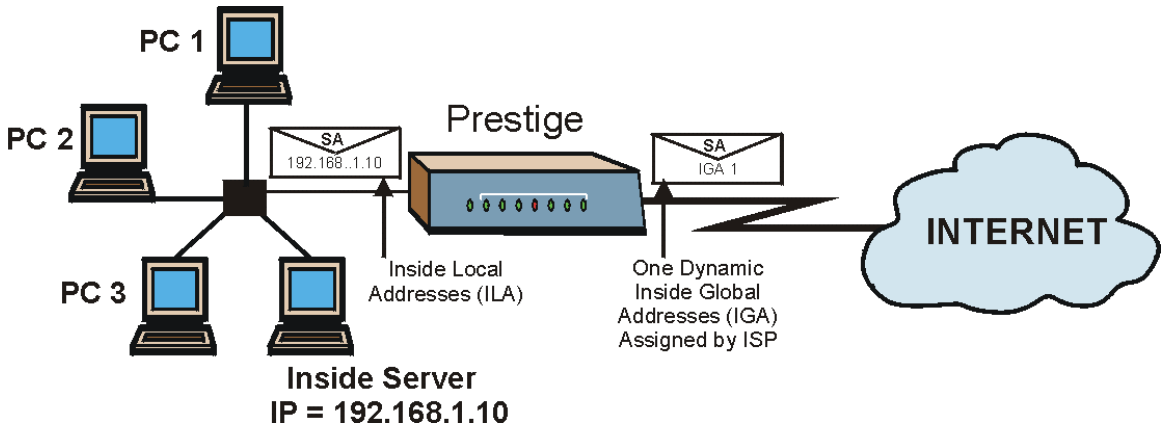 PC 1
PC 2
PC 3
SA
192.168..1.10
Prestige
SA
IGA 1
INTERNET
Inside Local
Addresses (ILA)
One Dynamic
Inside Global
Addresses (IGA)
Assigned by ISP
Inside Server
IP = 192.168.1.10